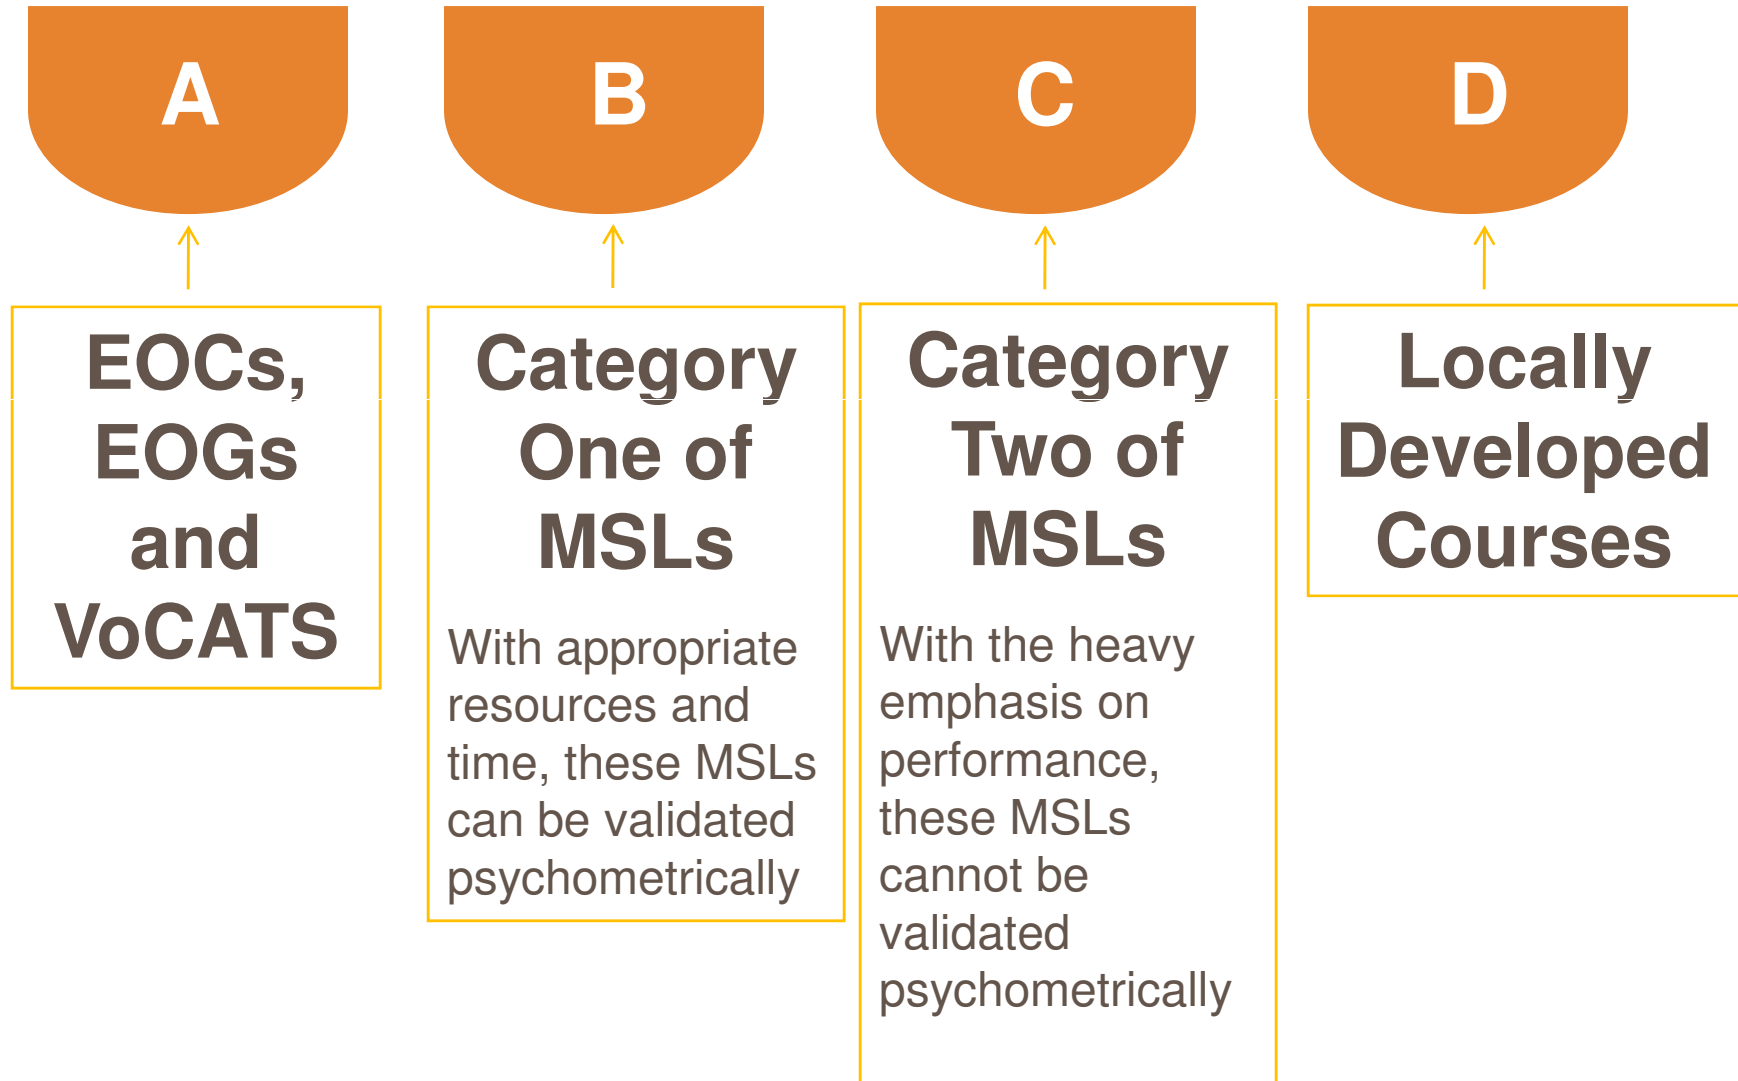 A
EOCs,
EOGs
and
VoCATS
B
Category
One of
MSLs
With appropriate
resources and
time, these MSLs
can be validated
psychometrically
C
Category
Two of
MSLs
With the heavy
emphasis on
performance,
these MSLs
cannot be
validated
psychometrically
D
Locally
Developed
Courses